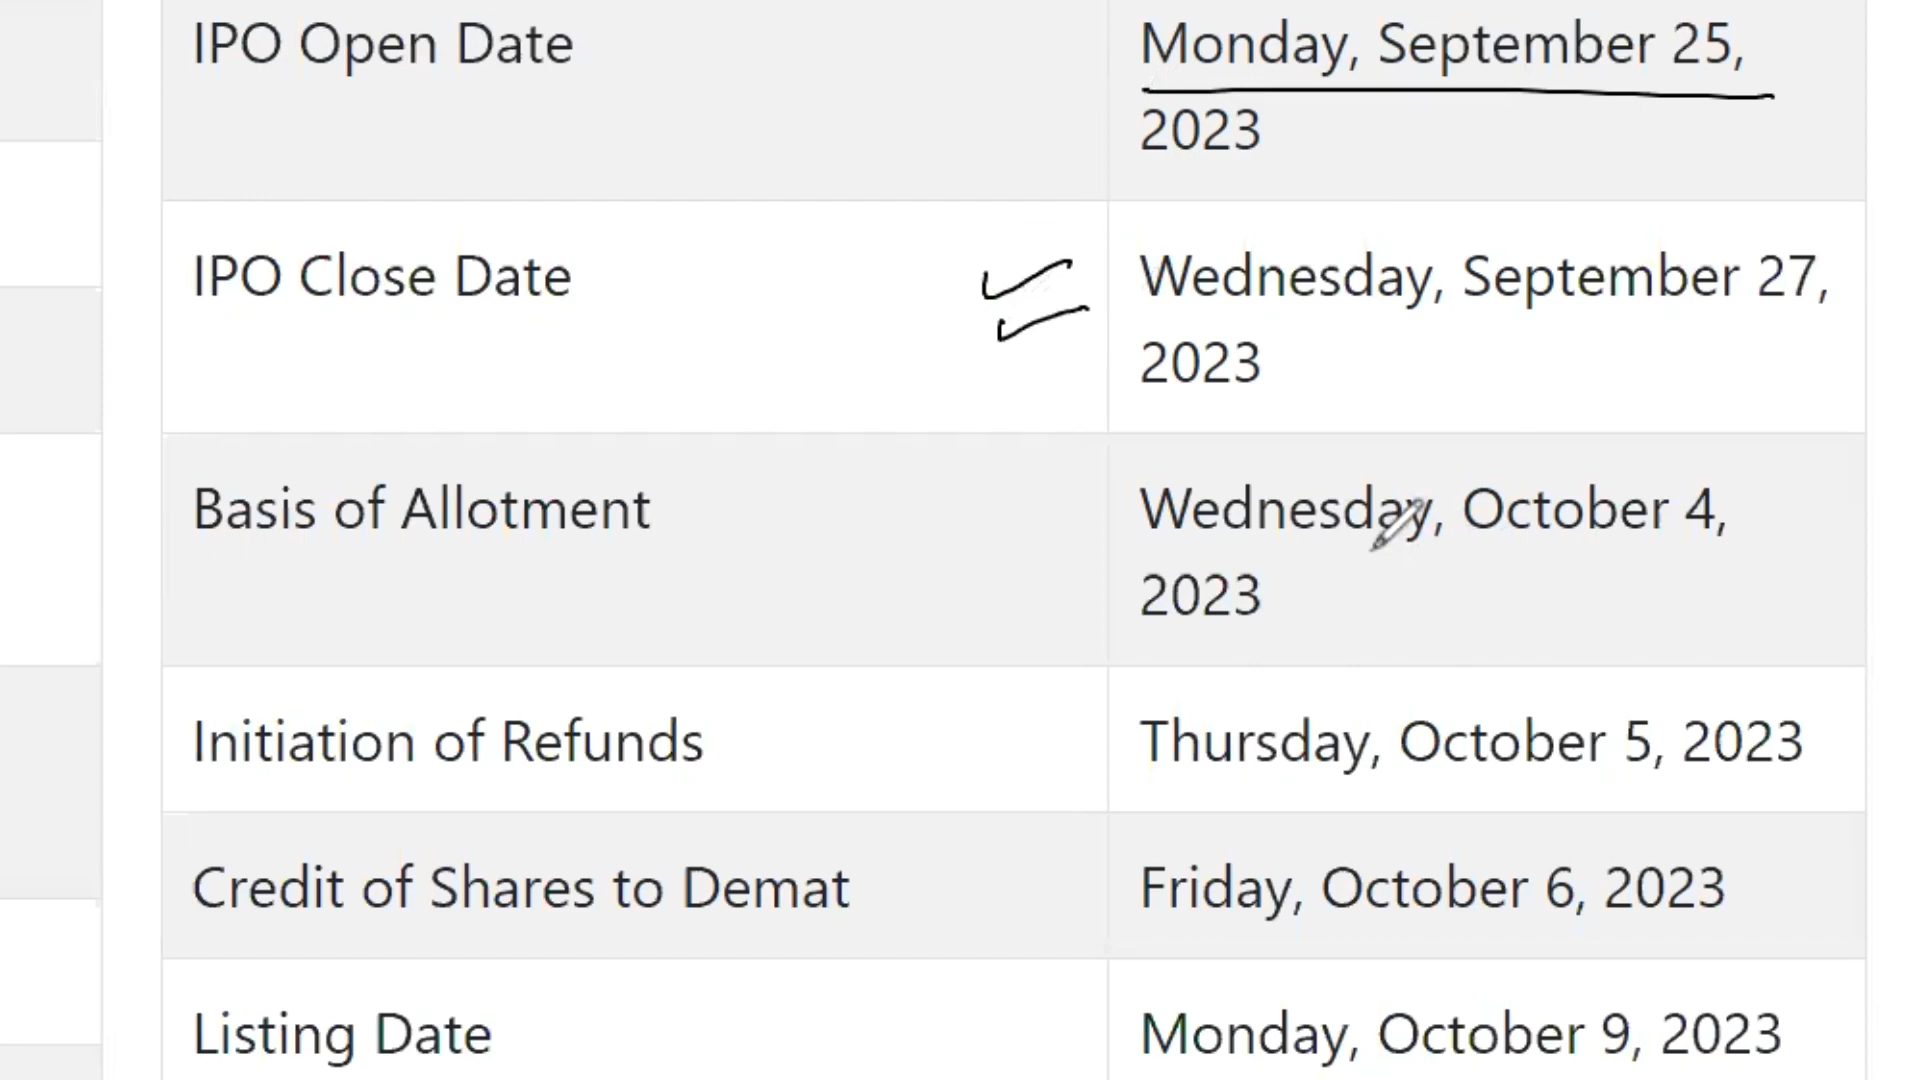 IPO Open Date
Monday, September 25,
2023
IPO Close Date
Wednesday, September 27,
2023
Basis of Allotment
Wednesday, October 4,
2023
Initiation of Refunds
Thursday, October 5, 2023
Credit of Shares to Demat
Friday, October 6, 2023
Listing Date
Monday, October 9, 2023